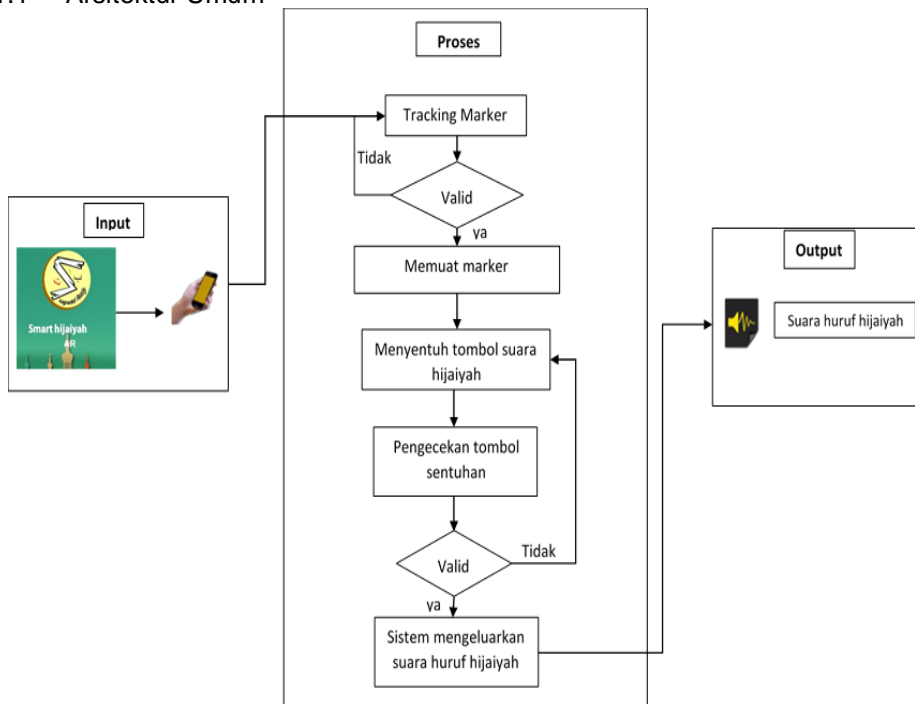 Arsitektur Umum
Proses
Tracking Marker
Tidak
Valid
ya
Input
Smart hijaiyah
AR
Memuat marker
Menyentuh tombol suara
hijaiyah
Pengecekan tombol
sentuhan
Valid
Tidak
ya
Sistem mengeluarkan
suara huruf hijaiyah
Output
Suara huruf hijaiyah